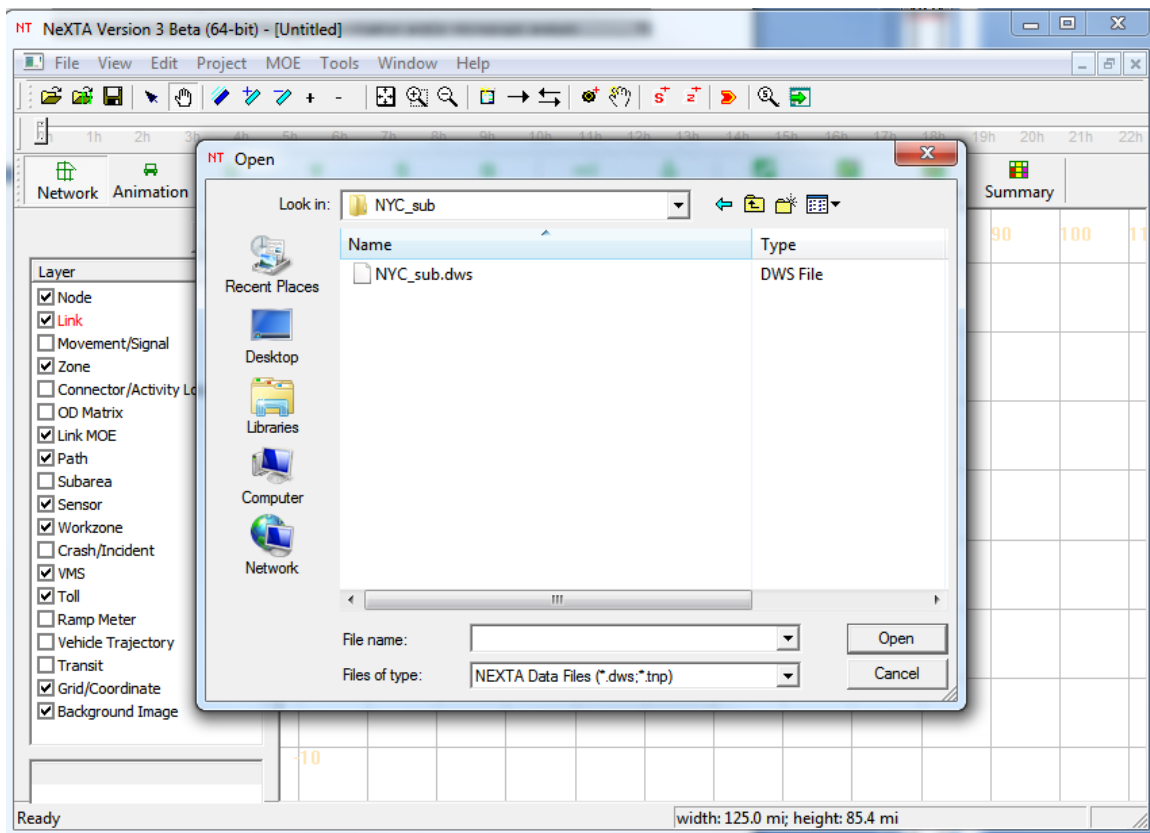 NT NeXTA Version 3 Beta (64-bit) - [Untitled]
File View Edit Project MOE Tools Window Help
1h 2h 3h 4h 5h 6h 7h 8h 9h 10h 11h 12h 13h 14h 15h 16h 17h 18h 19h 20h 21h 22h
Network Animation Summary
NT Open
Look in: NYC_sub
Name Type
NYC_sub.dws DWS File
Recent Places
Desktop
Libraries
Computer
Network
File name: Open
Files of type: NEXTA Data Files (*.dws;*.tnp) Cancel
Layer
Node
Link
Movement/Signal
Zone
Connector/Activity Lo
OD Matrix
Link MOE
Path
Subarea
Sensor
Workzone
Crash/Incident
VMS
Toll
Ramp Meter
Vehicle Trajectory
Transit
Grid/Coordinate
Background Image
90 100 11
-10
Ready width: 125.0 mi; height: 85.4 mi